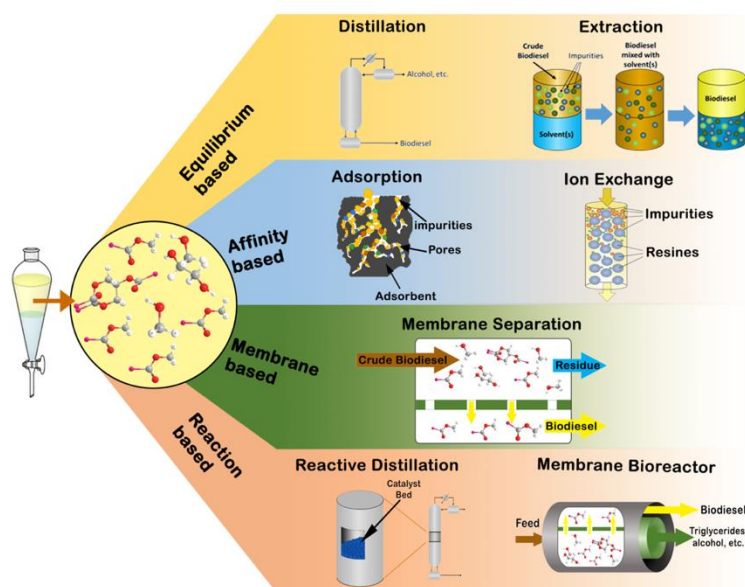 Distillation
Alcohol, etc.
Biodiesel
Extraction
Crude
Biodiesel
Impurities
Solvent(s)
Biodiesel
mixed with
solvent(s)
Biodiesel
Equilibrium
based
Adsorption
impurities
Pores
Adsorbent
Ion Exchange
Impurities
Resines
Affinity
based
Membrane Separation
Crude Biodiesel
Residue
Biodiesel
Membrane
based
Reaction
based
Reactive Distillation
Catalyst
Bed
Membrane Bioreactor
Feed
Biodiesel
Triglycerides
alcohol, etc.